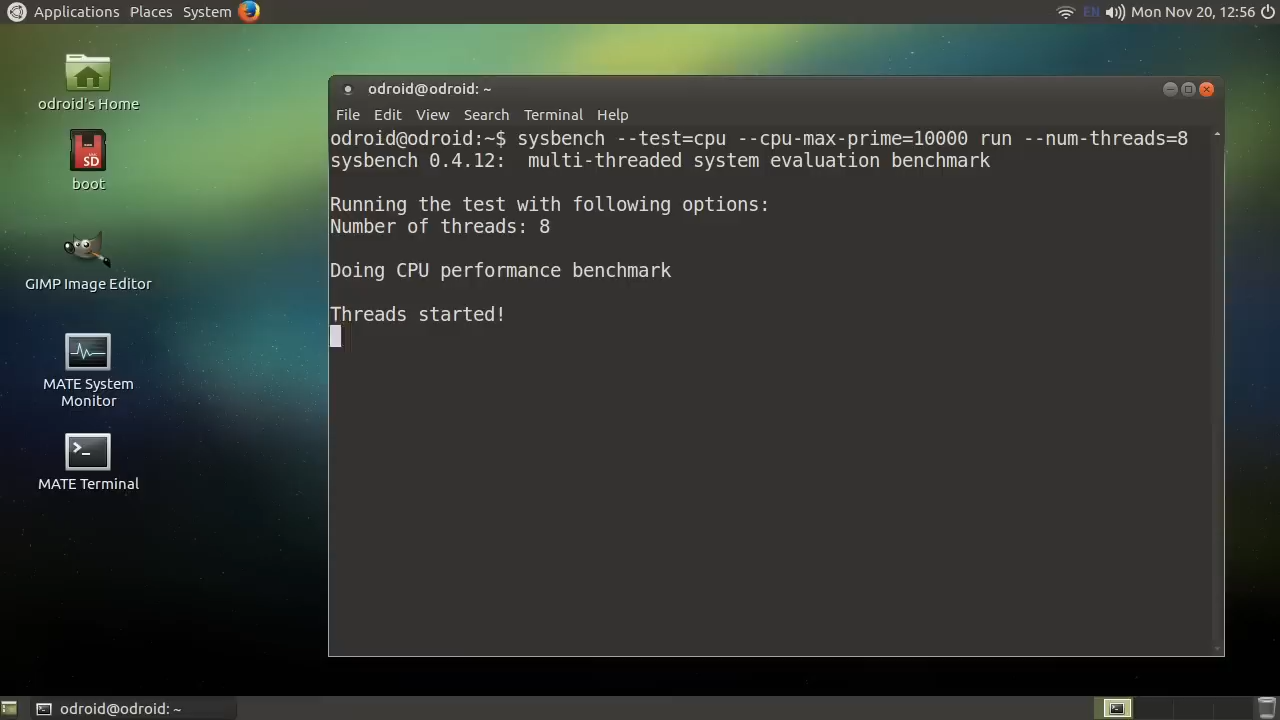 Applications Places System
EN Mon Nov 20, 12:56
odroid's Home
SD
boot
GIMP Image Editor
MATE System
Monitor
MATE Terminal
odroid@odroid: ~
File Edit View Search Terminal Help
odroid@odroid:~$ sysbench --test=cpu --cpu-max-prime=10000 run --num-threads=8
sysbench 0.4.12:  multi-threaded system evaluation benchmark
Running the test with following options:
Number of threads: 8
Doing CPU performance benchmark
Threads started!
odroid@odroid: ~